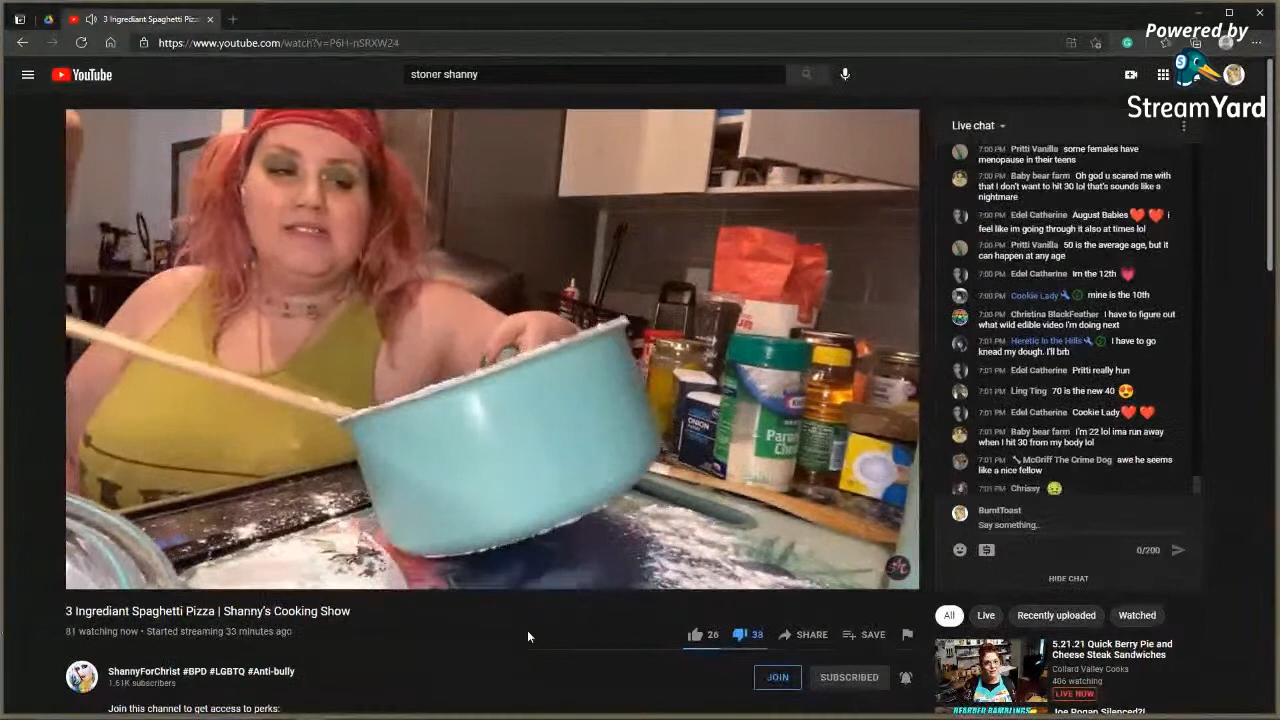 3 Ingrediant Spaghetti Pizz
https://www.youtube.com/watch?v=P6H-nSRXW24
Powered by
StreamYard
YouTube
stoner shanny
Live chat
7:00 PM Pritti Vanilla some females have
menopause in their teens
7:00 PM Baby bear farm Oh god u scared me with
that I don't want to hit 30 lol that's sounds like a
nightmare
7:00 PM Edel Catherine August Babies❤️ ❤️ i
feel like im going through it also at times lol
7:00 PM Pritti Vanilla 50 is the average age, but it
can happen at any age
7:00 PM Edel Catherine Im the 12th
7:00 PM Cookie Lady mine is the 10th
7:00 PM Christina BlackFeather I have to figure out
what wild edible video I'm doing next
7:01 PM Heretic In the Hills I have to go
knead my dough. I'll brb
7:01 PM Edel Catherine Pritti really hun
7:01 PM Ling Ting 70 is the new 40 😍
7:01 PM Edel Catherine Cookie Lady❤️ ❤️
7:01 PM Baby bear farm I'm 22 lol ima run away
when I hit 30 from my body lol
7:01 PM McGriff The Crime Dog awe he seems
like a nice fellow
7:01 PM Chrissy 🤢
BurntToast
Say something...
0/200
HIDE CHAT
ONION
Para
Che
3 Ingrediant Spaghetti Pizza | Shanny's Cooking Show
81 watching now • Started streaming 33 minutes ago
26
38
SHARE
SAVE
All
Live
Recently uploaded
Watched
ShannyForChrist #BPD #LGBTQ #Anti-bully
1.61K subscribers
JOIN
SUBSCRIBED
Join this channel to get access to perks:
5.21.21 Quick Berry Pie and
Cheese Steak Sandwiches
Collard Valley Cooks
406 watching
LIVE NOW
BEARDED RAMBLINGS
Joe Rogan Silenced?!